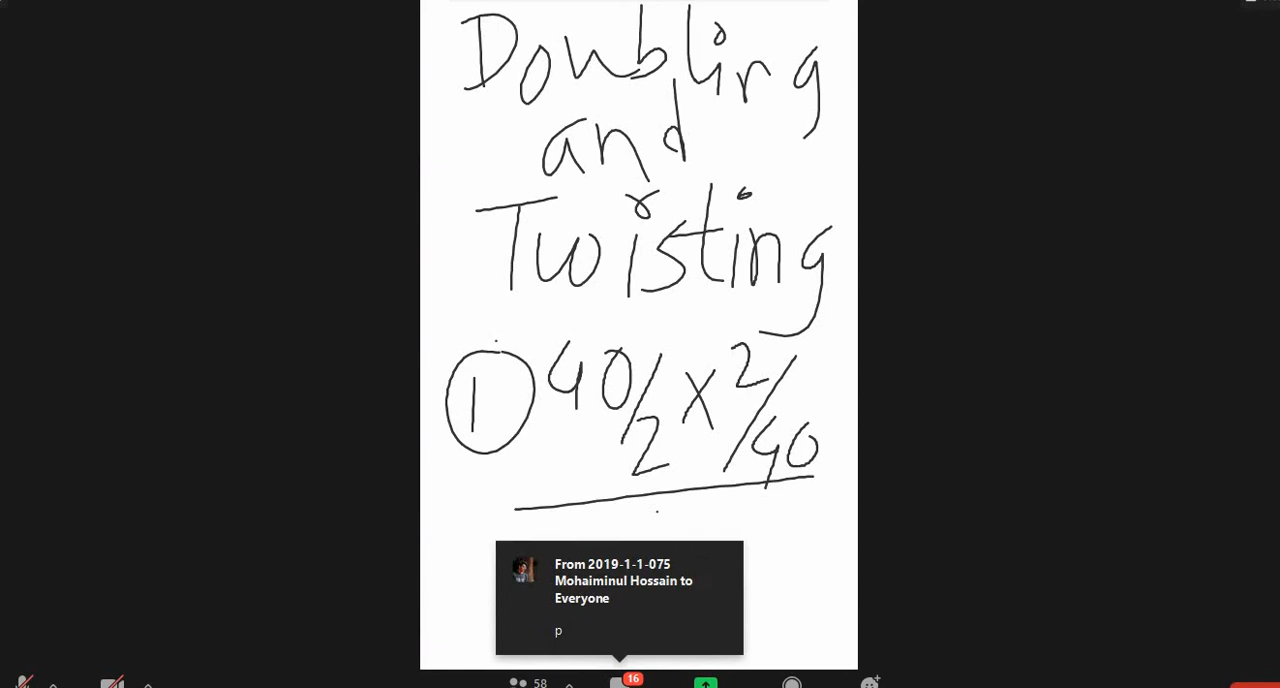 Doubling
and
Twisting
① 40/2 X 2/40
From 2019-1-1-075
Mohaiminul Hossain to
Everyone
p
58
16